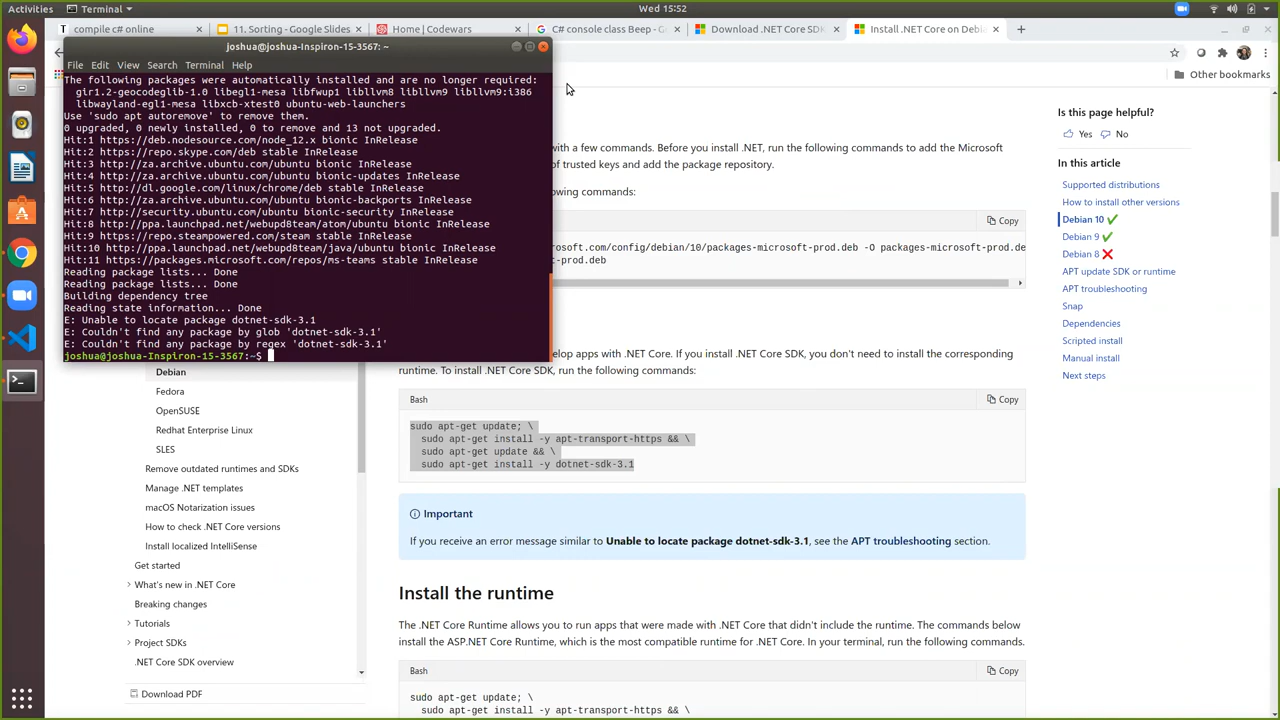 Activities
Terminal
Wed 15:52
compile c# online
11. Sorting - Google Slides
Home | Codewars
C# console class Beep - G
Download .NET Core SDK
Install .NET Core on Debi
joshua@joshua-Inspiron-15-3567: ~
File Edit View Search Terminal Help
Other bookmarks
The following packages were automatically installed and are no longer required:
gir1.2-geocodeglib-1.0 libegl1-mesa libfwup1 libllvm8 libllvm9 libllvm9:i386
libwayland-egl1-mesa libxcb-xtest0 ubuntu-web-launchers
Use 'sudo apt autoremove' to remove them.
0 upgraded, 0 newly installed, 0 to remove and 13 not upgraded.
Hit:1 https://deb.nodesource.com/node_12.x bionic InRelease
Hit:2 https://repo.skype.com/deb stable InRelease
Hit:3 http://za.archive.ubuntu.com/ubuntu bionic InRelease
Hit:4 http://za.archive.ubuntu.com/ubuntu bionic-updates InRelease
Hit:5 http://dl.google.com/linux/chrome/deb stable InRelease
Hit:6 http://za.archive.ubuntu.com/ubuntu bionic-backports InRelease
Hit:7 http://security.ubuntu.com/ubuntu bionic-security InRelease
Hit:8 http://ppa.launchpad.net/webupd8team/atom/ubuntu bionic InRelease
Hit:9 https://repo.steampowered.com/steam stable InRelease
Hit:10 http://ppa.launchpad.net/webupd8team/java/ubuntu bionic InRelease
Hit:11 https://packages.microsoft.com/repos/ms-teams stable InRelease
Reading package lists... Done
Reading package lists... Done
Building dependency tree
Reading state information... Done
E: Unable to locate package dotnet-sdk-3.1
E: Couldn't find any package by glob 'dotnet-sdk-3.1'
E: Couldn't find any package by regex 'dotnet-sdk-3.1'
joshua@joshua-Inspiron-15-3567:~$
Debian
Fedora
OpenSUSE
Redhat Enterprise Linux
SLES
Remove outdated runtimes and SDKs
Manage .NET templates
macOS Notarization issues
How to check .NET Core versions
Install localized IntelliSense
Get started
What's new in .NET Core
Breaking changes
Tutorials
Project SDKs
.NET Core SDK overview
Download PDF
with a few commands. Before you install .NET, run the following commands to add the Microsoft
of trusted keys and add the package repository.
owing commands:
Copy
osoft.com/config/debian/10/packages-microsoft-prod.deb -O packages-microsoft-prod.de
prod.deb
elop apps with .NET Core. If you install .NET Core SDK, you don't need to install the corresponding
runtime. To install .NET Core SDK, run the following commands:
Bash
Copy
sudo apt-get update; \
sudo apt-get install -y apt-transport-https && \
sudo apt-get update && \
sudo apt-get install -y dotnet-sdk-3.1
Important
If you receive an error message similar to Unable to locate package dotnet-sdk-3.1, see the APT troubleshooting section.
Install the runtime
The .NET Core Runtime allows you to run apps that were made with .NET Core that didn't include the runtime. The commands below
install the ASP.NET Core Runtime, which is the most compatible runtime for .NET Core. In your terminal, run the following commands.
Bash
Copy
sudo apt-get update; \
sudo apt-get install -y apt-transport-https && \
Is this page helpful?
Yes No
In this article
Supported distributions
How to install other versions
Debian 10
Debian 9
Debian 8
APT update SDK or runtime
APT troubleshooting
Snap
Dependencies
Scripted install
Manual install
Next steps